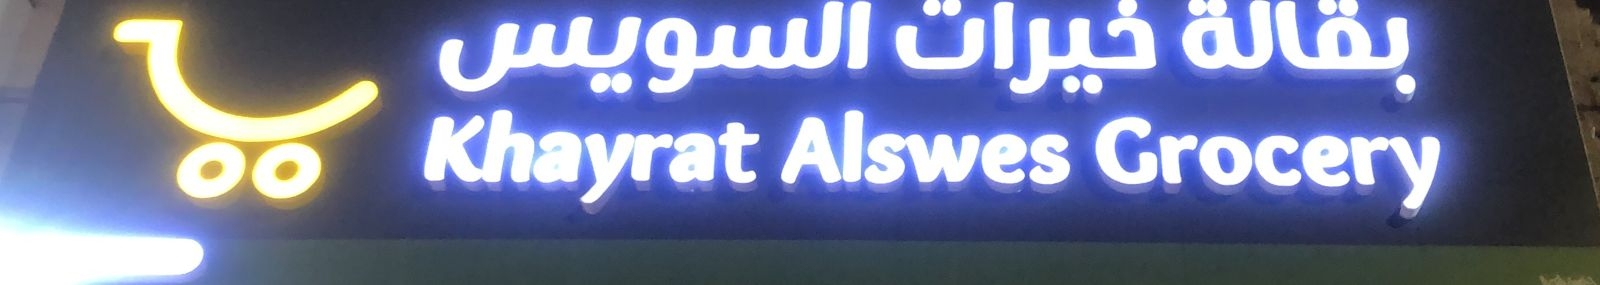 بقالة خيرات السويس
Khayrat Alswes Grocery